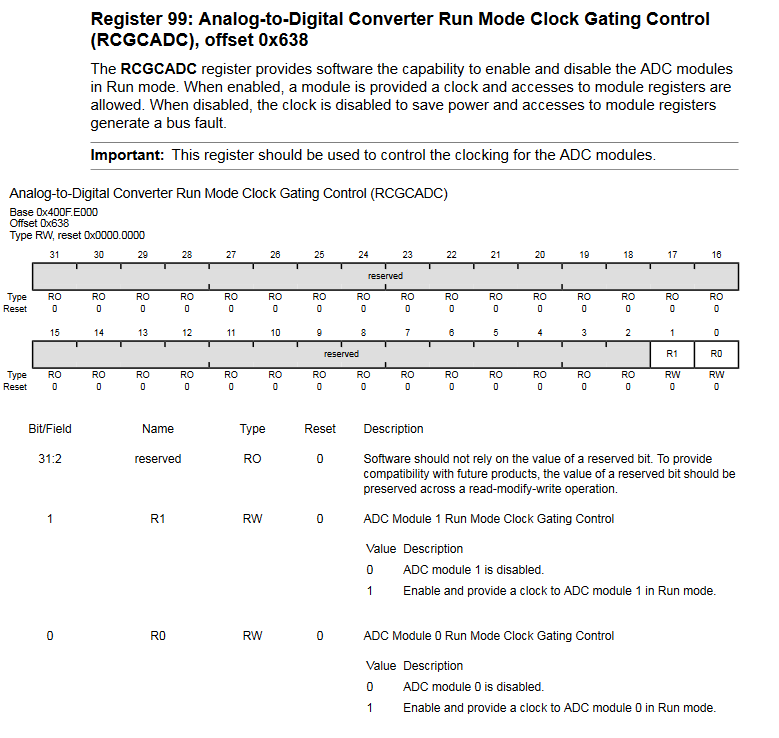 Register 99: Analog-to-Digital Converter Run Mode Clock Gating Control
(RCGCADC), offset 0x638
The RCGCADC register provides software the capability to enable and disable the ADC modules
in Run mode. When enabled, a module is provided a clock and accesses to module registers are
allowed. When disabled, the clock is disabled to save power and accesses to module registers
generate a bus fault.
Important: This register should be used to control the clocking for the ADC modules.
Analog-to-Digital Converter Run Mode Clock Gating Control (RCGCADC)
Base 0x400F.E000
Offset 0x638
Type RW, reset 0x0000.0000
31 30 29 28 27 26 25 24 23 22 21 20 19 18 17 16
reserved
Type RO RO RO RO RO RO RO RO RO RO RO RO RO RO RO RO
Reset 0 0 0 0 0 0 0 0 0 0 0 0 0 0 0 0
15 14 13 12 11 10 9 8 7 6 5 4 3 2 1 0
reserved R1 R0
Type RO RO RO RO RO RO RO RO RO RO RO RO RO RO RW RW
Reset 0 0 0 0 0 0 0 0 0 0 0 0 0 0 0 0
Bit/Field Name Type Reset Description
31:2 reserved RO 0 Software should not rely on the value of a reserved bit. To provide
compatibility with future products, the value of a reserved bit should be
preserved across a read-modify-write operation.
1 R1 RW 0 ADC Module 1 Run Mode Clock Gating Control
Value Description
0 ADC module 1 is disabled.
1 Enable and provide a clock to ADC module 1 in Run mode.
0 R0 RW 0 ADC Module 0 Run Mode Clock Gating Control
Value Description
0 ADC module 0 is disabled.
1 Enable and provide a clock to ADC module 0 in Run mode.